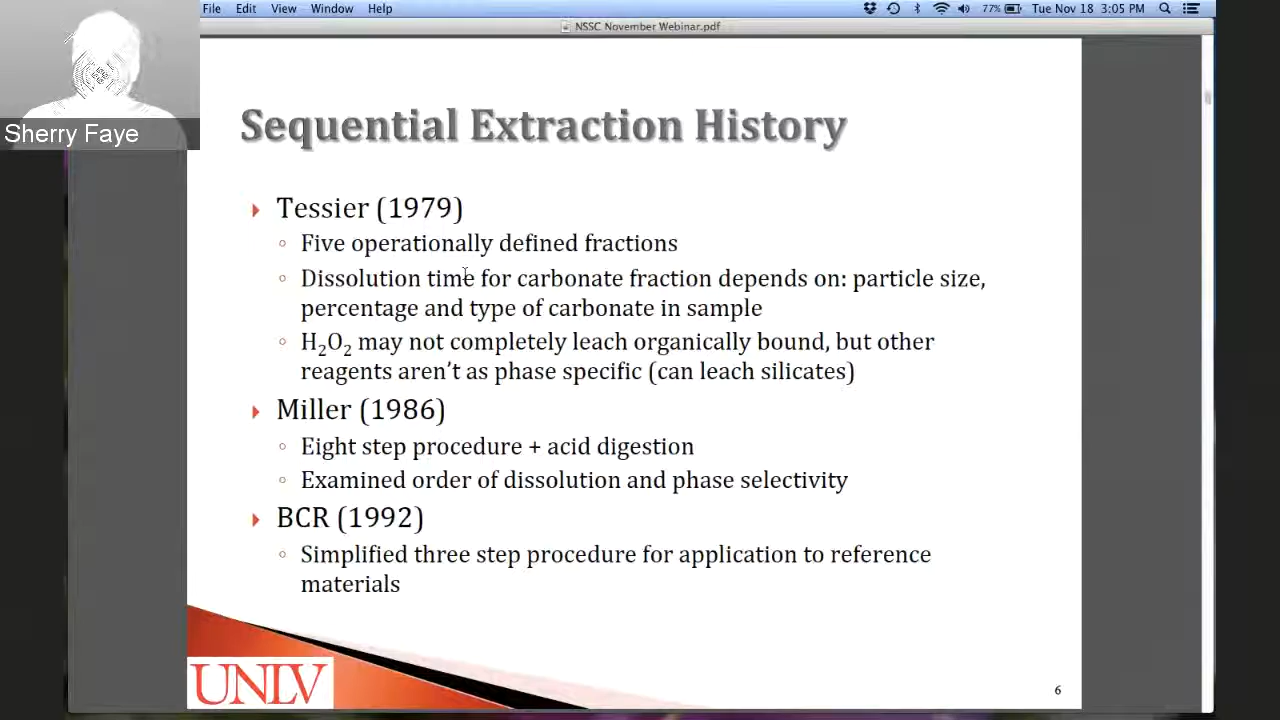 File Edit View Window Help
77% Tue Nov 18 3:05 PM
NSSC November Webinar.pdf
Sherry Faye
Sequential Extraction History
Tessier (1979)
Five operationally defined fractions
Dissolution time for carbonate fraction depends on: particle size,
percentage and type of carbonate in sample
H₂O₂ may not completely leach organically bound, but other
reagents aren’t as phase specific (can leach silicates)
Miller (1986)
Eight step procedure + acid digestion
Examined order of dissolution and phase selectivity
BCR (1992)
Simplified three step procedure for application to reference
materials
UNLV
6